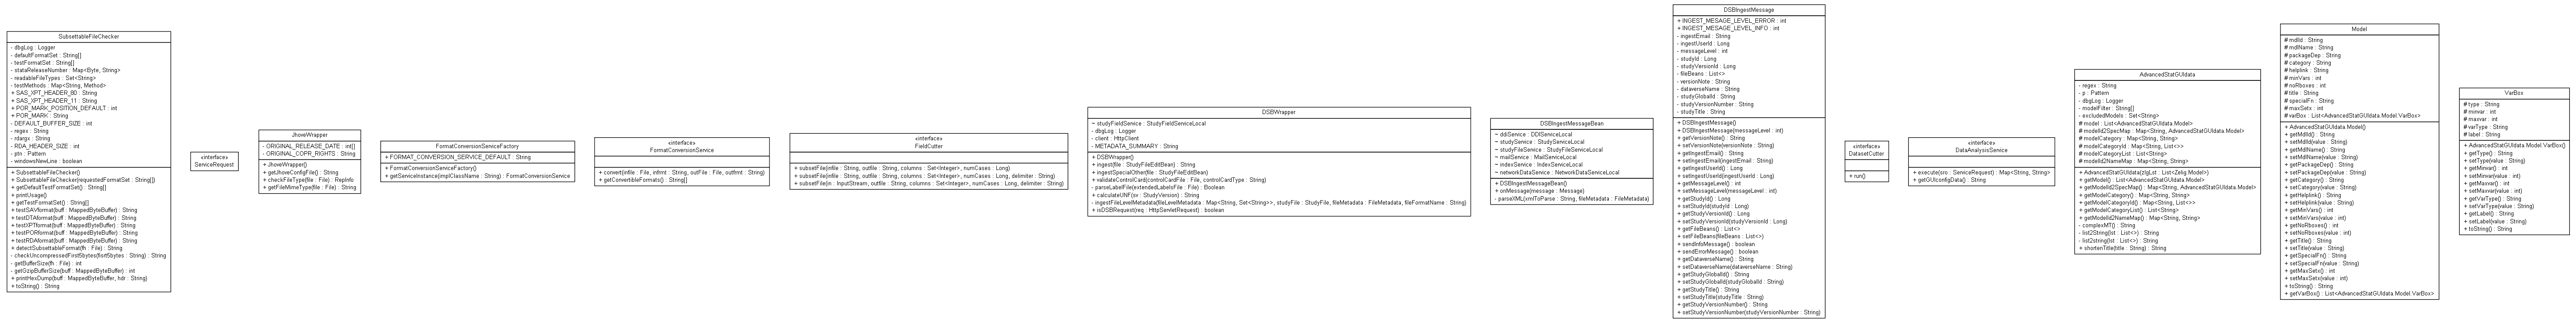 SubsettableFileChecker
- dbgLog : Logger
- defaultFormatSet : String[]
- testFormatSet : String[]
- stataReleaseNumber : Map<Byte, String>
- readableFileTypes : Set<String>
- testMethods : Map<String, Method>
+ SAS_XPT_HEADER_80 : String
+ SAS_XPT_HEADER_11 : String
+ POR_MARK_POSITION_DEFAULT : int
+ POR_MARK : String
- DEFAULT_BUFFER_SIZE : int
- regex : String
- rdargx : String
- RDA_HEADER_SIZE : int
- ptn : Pattern
- windowsNewLine : boolean
+ SubsettableFileChecker()
+ SubsettableFileChecker(requestedFormatSet : String[])
+ getDefaultTestFormatSet() : String[]
+ printUsage()
+ getTestFormatSet() : String[]
+ testSAVformat(buff : MappedByteBuffer) : String
+ testDTAformat(buff : MappedByteBuffer) : String
+ testXPTformat(buff : MappedByteBuffer) : String
+ testPORformat(buff : MappedByteBuffer) : String
+ testRDAformat(buff : MappedByteBuffer) : String
+ detectSubsettableFormat(fh : File) : String
- checkUncompressedFirst5bytes(fisrt5bytes : String) : String
- getBufferSize(fh : File) : int
- getGzipBufferSize(buff : MappedByteBuffer) : int
+ printHexDump(buff : MappedByteBuffer, hdr : String)
+ toString() : String
«interface»
ServiceRequest
JhoveWrapper
- ORIGINAL_RELEASE_DATE : int[]
- ORIGINAL_COPR_RIGHTS : String
+ JhoveWrapper()
+ getJhoveConfigFile() : String
+ checkFileType(file : File) : RepInfo
+ getFileMimeType(file : File) : String
FormatConversionServiceFactory
+ FORMAT_CONVERSION_SERVICE_DEFAULT : String
+ FormatConversionServiceFactory()
+ getServiceInstance(implClassName : String) : FormatConversionService
«interface»
FormatConversionService
+ convert(infile : File, infmt : String, outFile : File, outfmt : String)
+ getConvertibleFormats() : String[]
«interface»
FieldCutter
+ subsetFile(infile : String, outfile : String, columns : Set<Integer>, numCases : Long)
+ subsetFile(infile : String, outfile : String, columns : Set<Integer>, numCases : Long, delimiter : String)
+ subsetFile(in : InputStream, outfile : String, columns : Set<Integer>, numCases : Long, delimiter : String)
DSBWrapper
~ studyFieldService : StudyFieldServiceLocal
- dbgLog : Logger
- client : HttpClient
- METADATA_SUMMARY : String
+ DSBWrapper()
+ ingest(file : StudyFileEditBean) : String
+ ingestSpecialOther(file : StudyFileEditBean)
+ validateControlCard(controlCardFile : File, controlCardType : String)
+ calculateUNF(sv : StudyVersion) : String
- parseLabelFile(extendedLabelsFile : File) : Boolean
- ingestFileLevelMetadata(fileLevelMetadata : Map<String, Set<String>>, studyFile : StudyFile, fileMetadata : FileMetadata, fileFormatName : String)
+ isDSBRequest(req : HttpServletRequest) : boolean
DSBIngestMessageBean
~ ddiService : DDIServiceLocal
~ studyService : StudyServiceLocal
~ studyFileService : StudyFileServiceLocal
~ mailService : MailServiceLocal
~ indexService : IndexServiceLocal
~ networkDataService : NetworkDataServiceLocal
+ DSBIngestMessageBean()
+ onMessage(message : Message)
- parseXML(xmlToParse : String, fileMetadata : FileMetadata)
DSBIngestMessage
+ INGEST_MESAGE_LEVEL_ERROR : int
+ INGEST_MESAGE_LEVEL_INFO : int
- ingestEmail : String
- ingestUserId : Long
- messageLevel : int
- studyId : Long
- studyVersionId : Long
- fileBeans : List<>
- versionNote : String
- dataverseName : String
- studyGlobalId : String
- studyVersionNumber : String
- studyTitle : String
+ DSBIngestMessage()
+ DSBIngestMessage(messageLevel : int)
+ getVersionNote() : String
+ setVersionNote(versionNote : String)
+ getIngestEmail() : String
+ setIngestEmail(ingestEmail : String)
+ getIngestUserId() : Long
+ setIngestUserId(ingestUserId : Long)
+ getMessageLevel() : int
+ setMessageLevel(messageLevel : int)
+ getStudyId() : Long
+ setStudyId(studyId : Long)
+ getStudyVersionId() : Long
+ setStudyVersionId(studyVersionId : Long)
+ getFileBeans() : List<>
+ setFileBeans(fileBeans : List<>)
+ sendInfoMessage() : boolean
+ sendErrorMessage() : boolean
+ getDataverseName() : String
+ setDataverseName(dataverseName : String)
+ getStudyGlobalId() : String
+ setStudyGlobalId(studyGlobalId : String)
+ getStudyTitle() : String
+ setStudyTitle(studyTitle : String)
+ getStudyVersionNumber() : String
+ setStudyVersionNumber(studyVersionNumber : String)
«interface»
DatasetCutter
+ run()
«interface»
DataAnalysisService
+ execute(sro : ServiceRequest) : Map<String, String>
+ getGUIconfigData() : String
AdvancedStatGUIdata
- regex : String
- p : Pattern
- dbgLog : Logger
- modelFilter : String[]
- excludedModels : Set<String>
# model : List<AdvancedStatGUIdata.Model>
# modelId2SpecMap : Map<String, AdvancedStatGUIdata.Model>
# modelCategory : Map<String, String>
# modelCategoryId : Map<String, List<>>
# modelCategoryList : List<String>
# modelId2NameMap : Map<String, String>
+ AdvancedStatGUIdata(zlgLst : List<Zelig.Model>)
+ getModel() : List<AdvancedStatGUIdata.Model>
+ getModelId2SpecMap() : Map<String, AdvancedStatGUIdata.Model>
+ getModelCategory() : Map<String, String>
+ getModelCategoryId() : Map<String, List<>>
+ getModelCategoryList() : List<String>
+ getModelId2NameMap() : Map<String, String>
- complexMT() : String
- list2String(lst : List<>) : String
- list2string(lst : List<>) : String
+ shortenTitle(title : String) : String
Model
# mdlId : String
# mdlName : String
# packageDep : String
# category : String
# helplink : String
# minVars : int
# noRboxes : int
# title : String
# specialFn : String
# maxSetx : int
# varBox : List<AdvancedStatGUIdata.Model.VarBox>
+ AdvancedStatGUIdata.Model()
+ getMdlId() : String
+ setMdlId(value : String)
+ getMdlName() : String
+ setMdlName(value : String)
+ getPackageDep() : String
+ setPackageDep(value : String)
+ getCategory() : String
+ setCategory(value : String)
+ getHelplink() : String
+ setHelplink(value : String)
+ getMinVars() : int
+ setMinVars(value : int)
+ getNoRboxes() : int
+ setNoRboxes(value : int)
+ getTitle() : String
+ setTitle(value : String)
+ getSpecialFn() : String
+ setSpecialFn(value : String)
+ getMaxSetx() : int
+ setMaxSetx(value : int)
+ toString() : String
+ getVarBox() : List<AdvancedStatGUIdata.Model.VarBox>
VarBox
# type : String
# minvar : int
# maxvar : int
# varType : String
# label : String
+ AdvancedStatGUIdata.Model.VarBox()
+ getType() : String
+ setType(value : String)
+ getMinvar() : int
+ setMinvar(value : int)
+ getMaxvar() : int
+ setMaxvar(value : int)
+ getVarType() : String
+ setVarType(value : String)
+ getLabel() : String
+ setLabel(value : String)
+ toString() : String